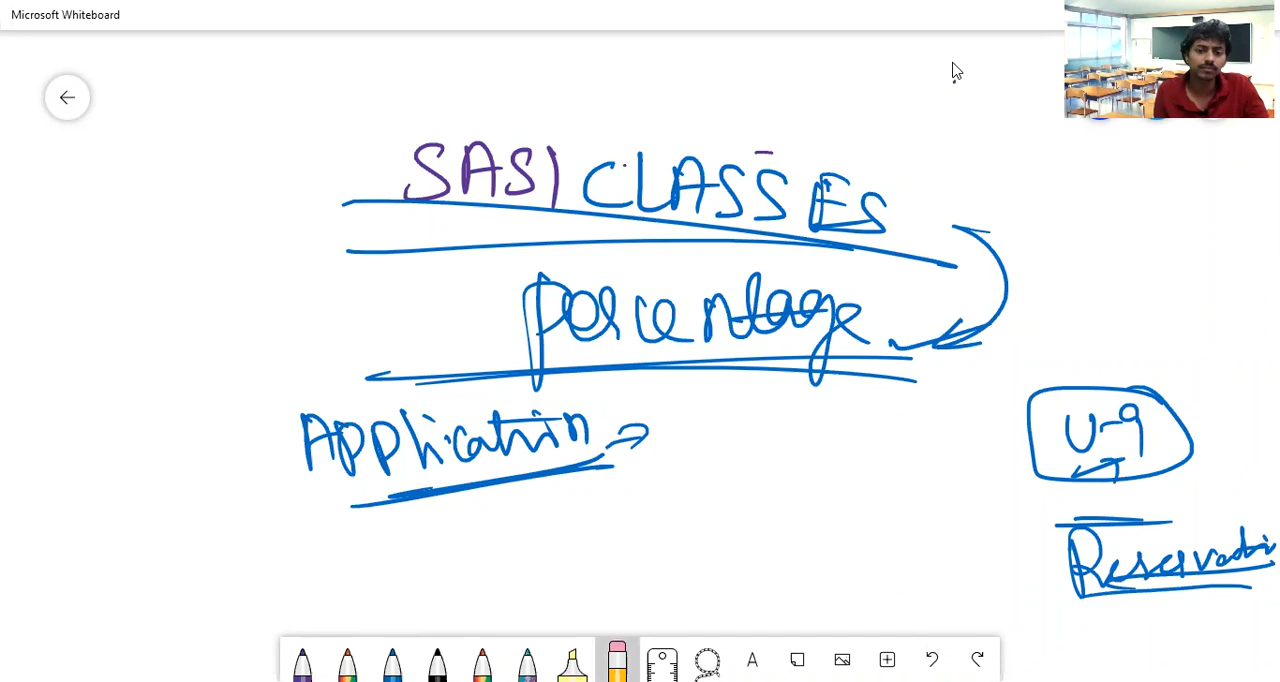 Microsoft Whiteboard
SASI CLASSES
percentage
Application →
U-9
Reservati
A